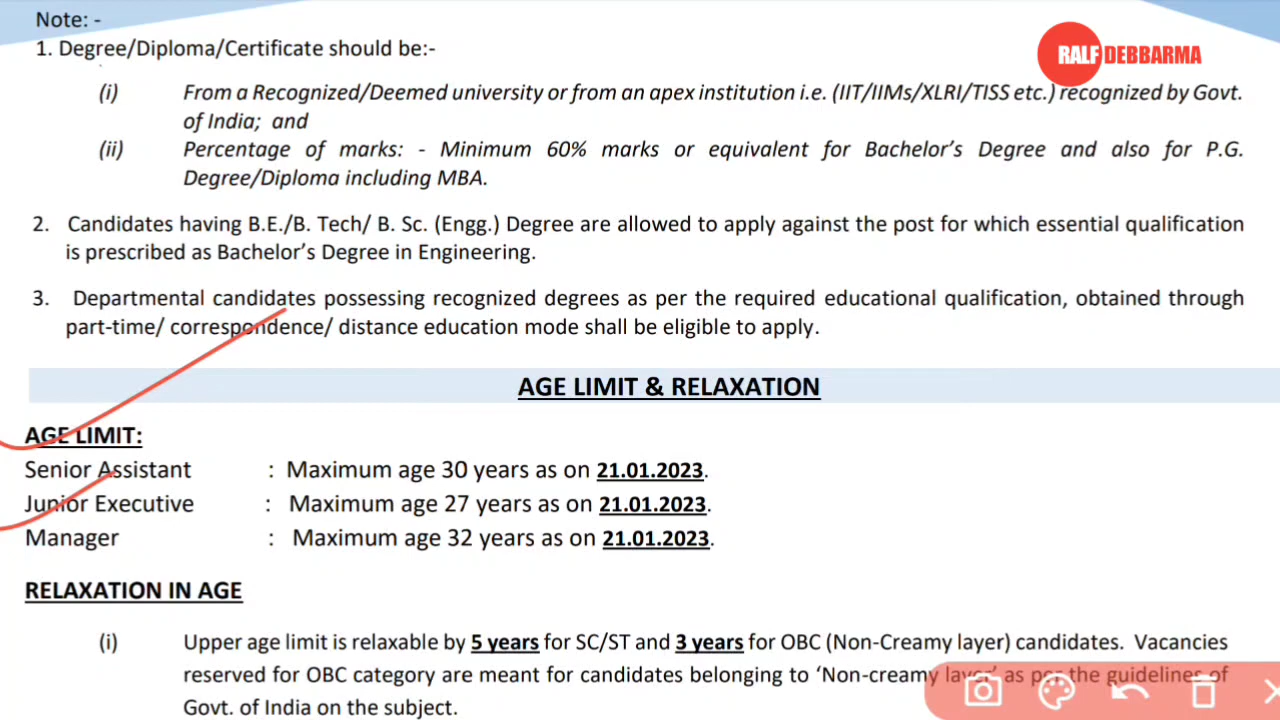 Note: -
RALF DEBBARMA
1. Degree/Diploma/Certificate should be:-
(i) From a Recognized/Deemed university or from an apex institution i.e. (IIT/IIMs/XLRI/TISS etc.) recognized by Govt.
of India; and
(ii) Percentage of marks: - Minimum 60% marks or equivalent for Bachelor's Degree and also for P.G.
Degree/Diploma including MBA.
2. Candidates having B.E./B. Tech/ B. Sc. (Engg.) Degree are allowed to apply against the post for which essential qualification
is prescribed as Bachelor's Degree in Engineering.
3. Departmental candidates possessing recognized degrees as per the required educational qualification, obtained through
part-time/ correspondence/ distance education mode shall be eligible to apply.
AGE LIMIT & RELAXATION
AGE LIMIT:
Senior Assistant : Maximum age 30 years as on 21.01.2023.
Junior Executive : Maximum age 27 years as on 21.01.2023.
Manager : Maximum age 32 years as on 21.01.2023.
RELAXATION IN AGE
(i) Upper age limit is relaxable by 5 years for SC/ST and 3 years for OBC (Non-Creamy layer) candidates. Vacancies
reserved for OBC category are meant for candidates belonging to 'Non-creamy layer' as per the guidelines of
Govt. of India on the subject.